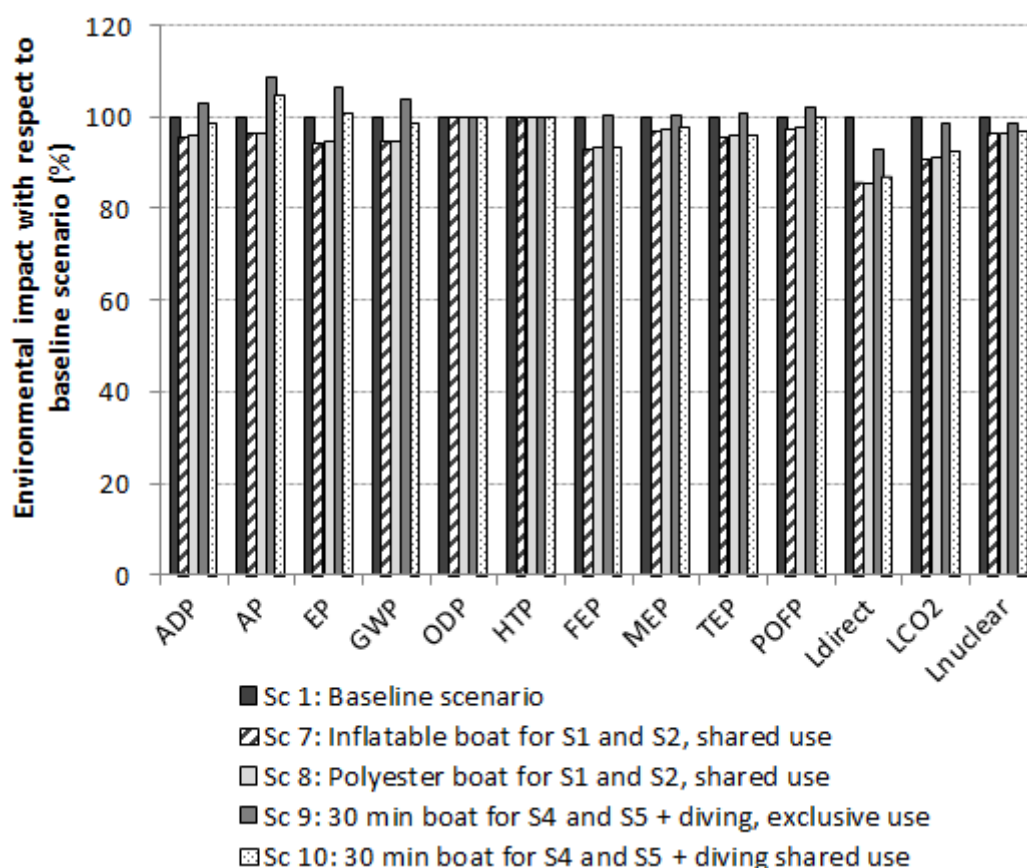 Environmental impact with respect to
baseline scenario (%)
120
100
80
60
40
20
0
ADP
AP
EP
GWP
ODP
HTP
FEP
MEP
TEP
POFP
Ldirect
LCO2
Lnuclear
Sc 1: Baseline scenario
Sc 7: Inflatable boat for S1 and S2, shared use
Sc 8: Polyester boat for S1 and S2, shared use
Sc 9: 30 min boat for S4 and S5 + diving, exclusive use
Sc 10: 30 min boat for S4 and S5 + diving shared use